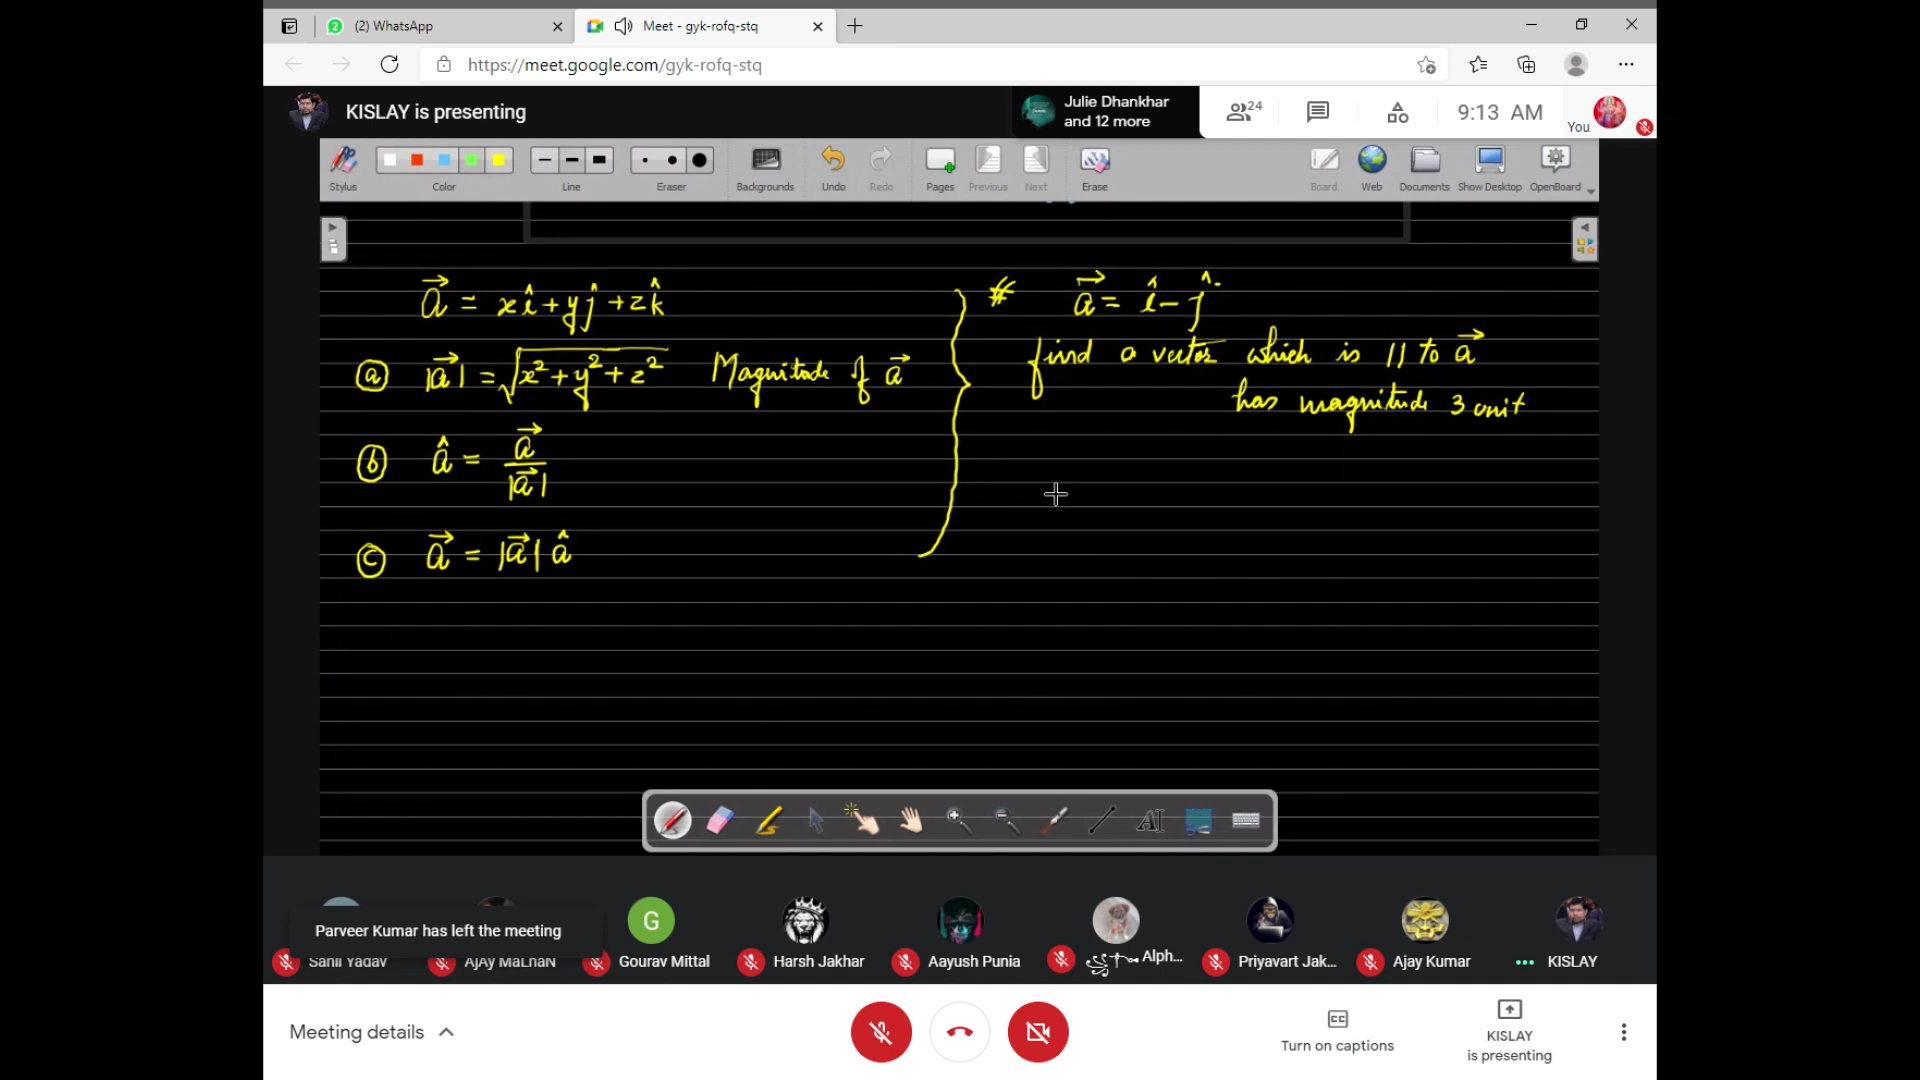 (2) WhatsApp
Meet - gyk-rofq-stq
https://meet.google.com/gyk-rofq-stq
KISLAY is presenting
Julie Dhankhar
and 12 more
24
9:13 AM
You
Stylus
Color
Line
Eraser
Backgrounds
Undo
Redo
Pages
Previous
Next
Erase
Board
Web
Documents
Show Desktop
OpenBoard
a⃗ = xî + yĵ + zk̂
ⓐ |a⃗| = √(x² + y² + z²) Magnitude of a⃗
ⓑ â = a⃗ / |a⃗|
ⓒ a⃗ = |a⃗| â
# a⃗ = î − ĵ.
find a vector which is || to a⃗
has magnitude 3 unit
Parveer Kumar has left the meeting
Sahil Yadav
AjAy MaLhaN
G
Gourav Mittal
Harsh Jakhar
Aayush Punia
Alph...
Priyavart Jak...
Ajay Kumar
KISLAY
Meeting details
Turn on captions
KISLAY
is presenting